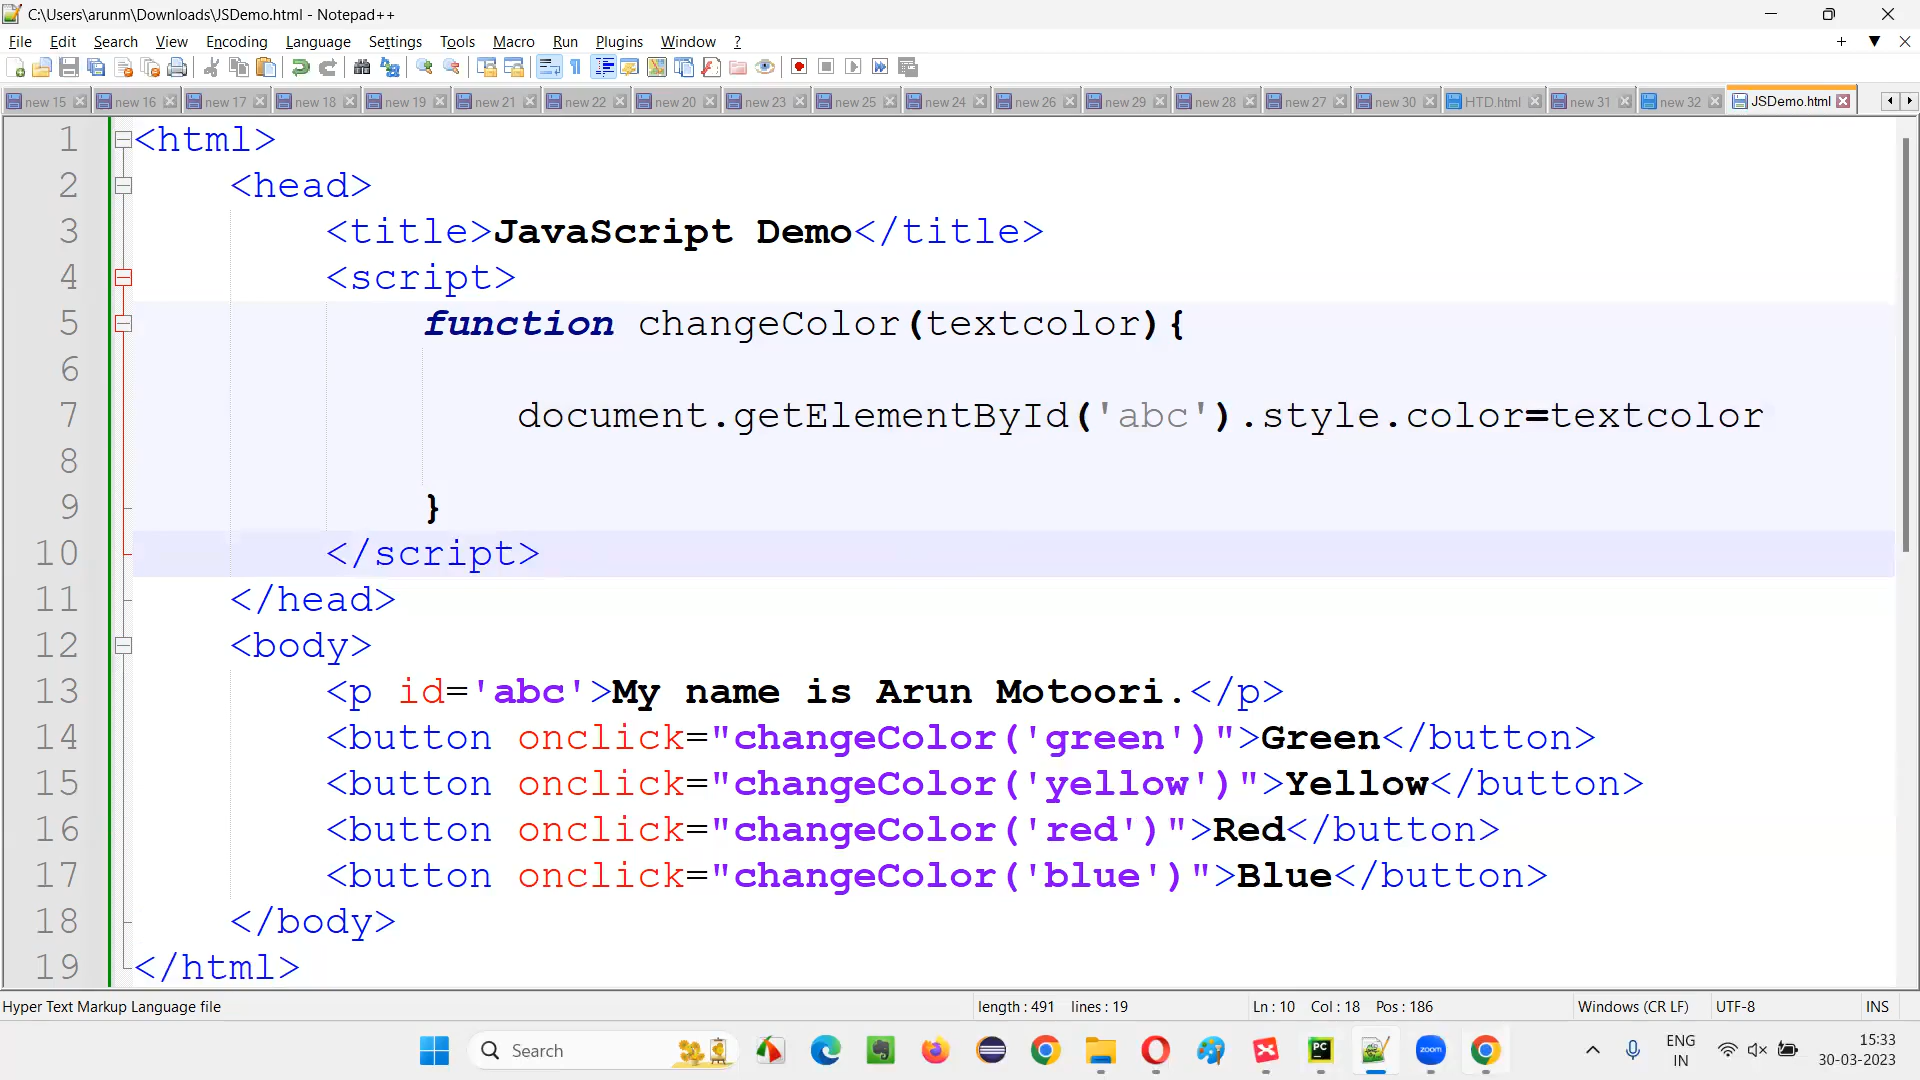 C:\Users\arunm\Downloads\JSDemo.html - Notepad++
File Edit Search View Encoding Language Settings Tools Macro Run Plugins Window ?
new 15 new 16 new 17 new 18 new 19 new 21 new 22 new 20 new 23 new 25 new 24 new 26 new 29 new 28 new 27 new 30 HTD.html new 31 new 32 JSDemo.html
1 <html>
2 <head>
3 <title>JavaScript Demo</title>
4 <script>
5 function changeColor(textcolor){
6
7 document.getElementById('abc').style.color=textcolor
8
9 }
10 </script>
11 </head>
12 <body>
13 <p id='abc'>My name is Arun Motoori.</p>
14 <button onclick="changeColor('green')">Green</button>
15 <button onclick="changeColor('yellow')">Yellow</button>
16 <button onclick="changeColor('red')">Red</button>
17 <button onclick="changeColor('blue')">Blue</button>
18 </body>
19 </html>
Hyper Text Markup Language file length : 491 lines : 19 Ln : 10 Col : 18 Pos : 186 Windows (CR LF) UTF-8 INS
Search PC zoom ENG 15:33
IN 30-03-2023